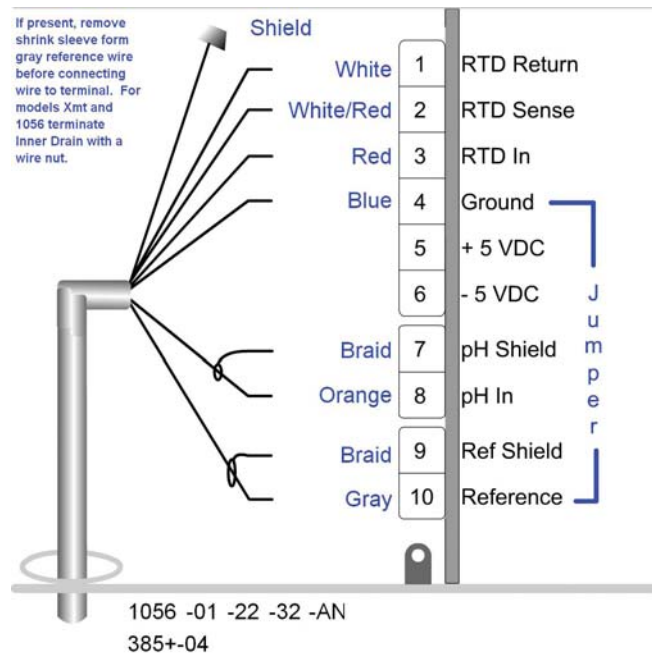 If present, remove
shrink sleeve form
gray reference wire
before connecting
wire to terminal. For
models Xmt and
1056 terminate
Inner Drain with a
wire nut.
Shield
White 1 RTD Return
White/Red 2 RTD Sense
Red 3 RTD In
Blue 4 Ground
5 + 5 VDC
6 - 5 VDC
Braid 7 pH Shield
Orange 8 pH In
Braid 9 Ref Shield
Gray 10 Reference
Jumper
1056 -01 -22 -32 -AN
385+-04